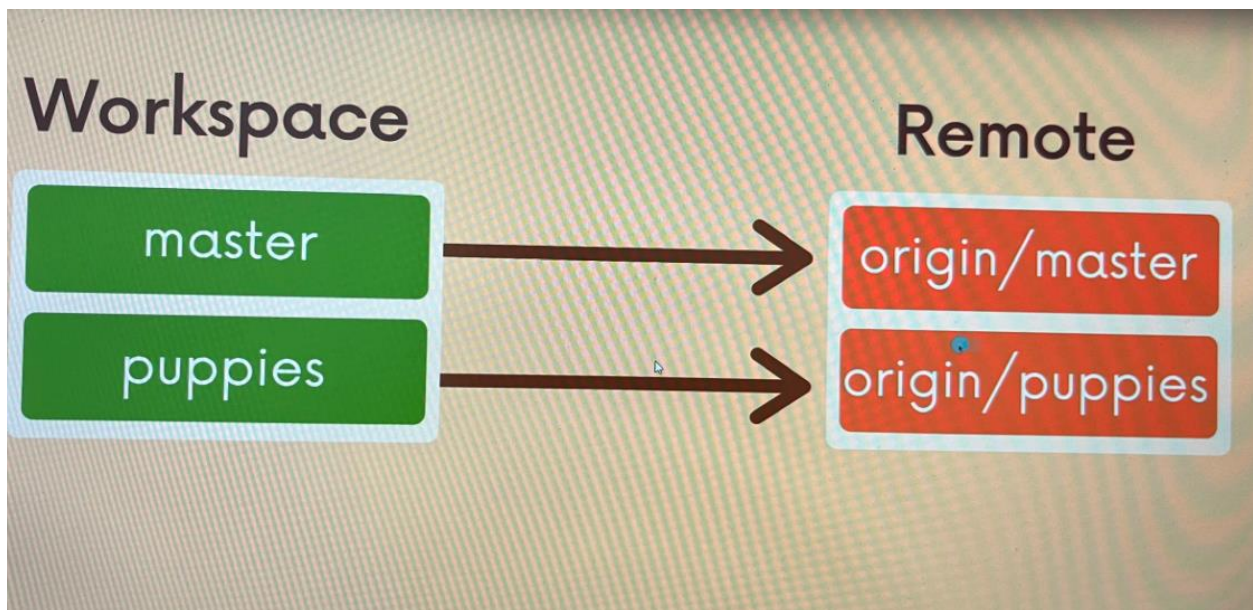 Workspace
Remote
master
origin/master
puppies
origin/puppies